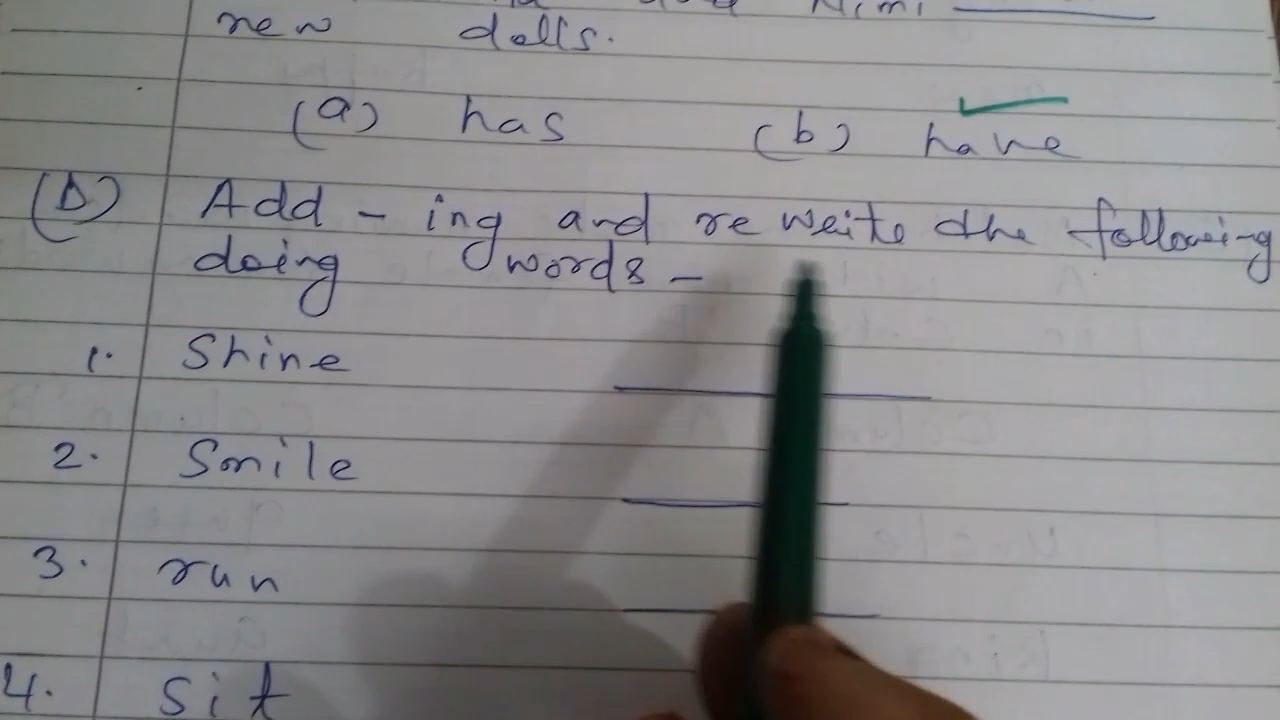 Nimi
new dolls.
(a) has (b) have
(D) Add - ing and rewrite the following
doing words -
1. Shine
2. Smile
3. run
4. Sit